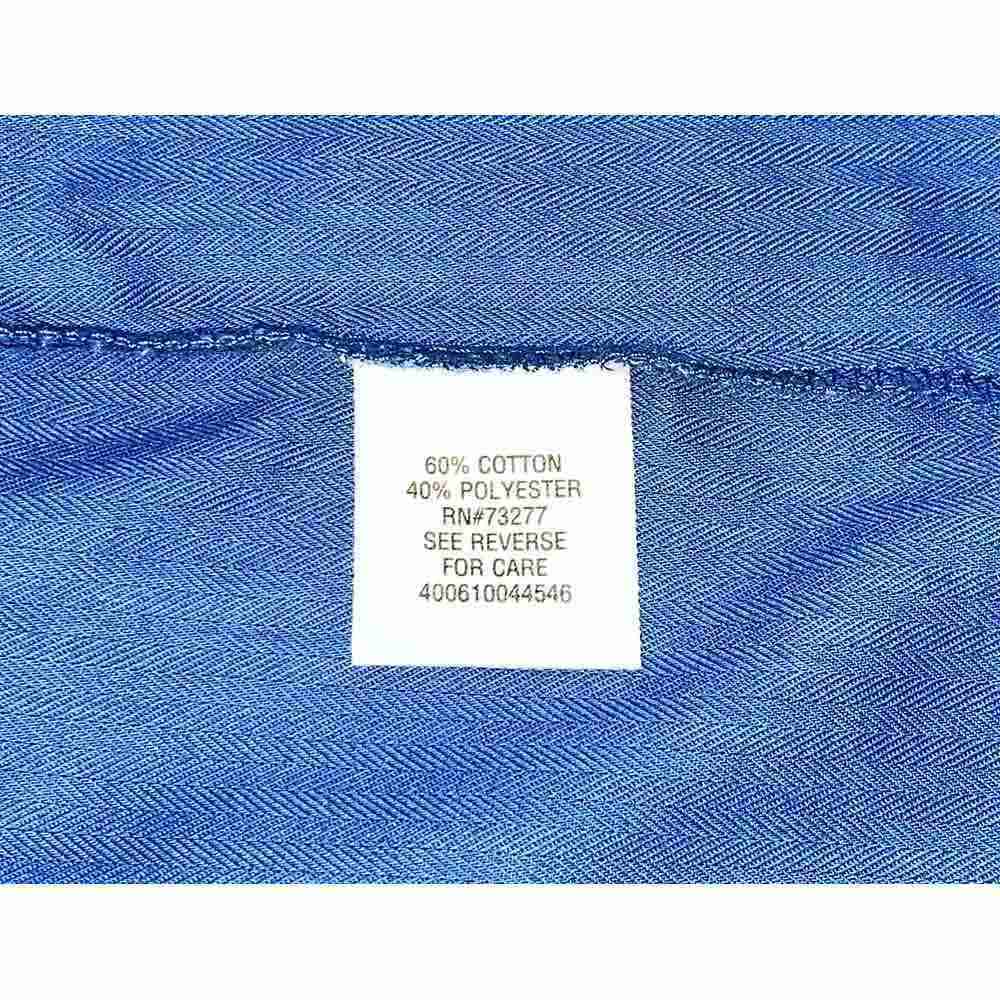 60% COTTON
40% POLYESTER
RN#73277
SEE REVERSE
FOR CARE
400610044546